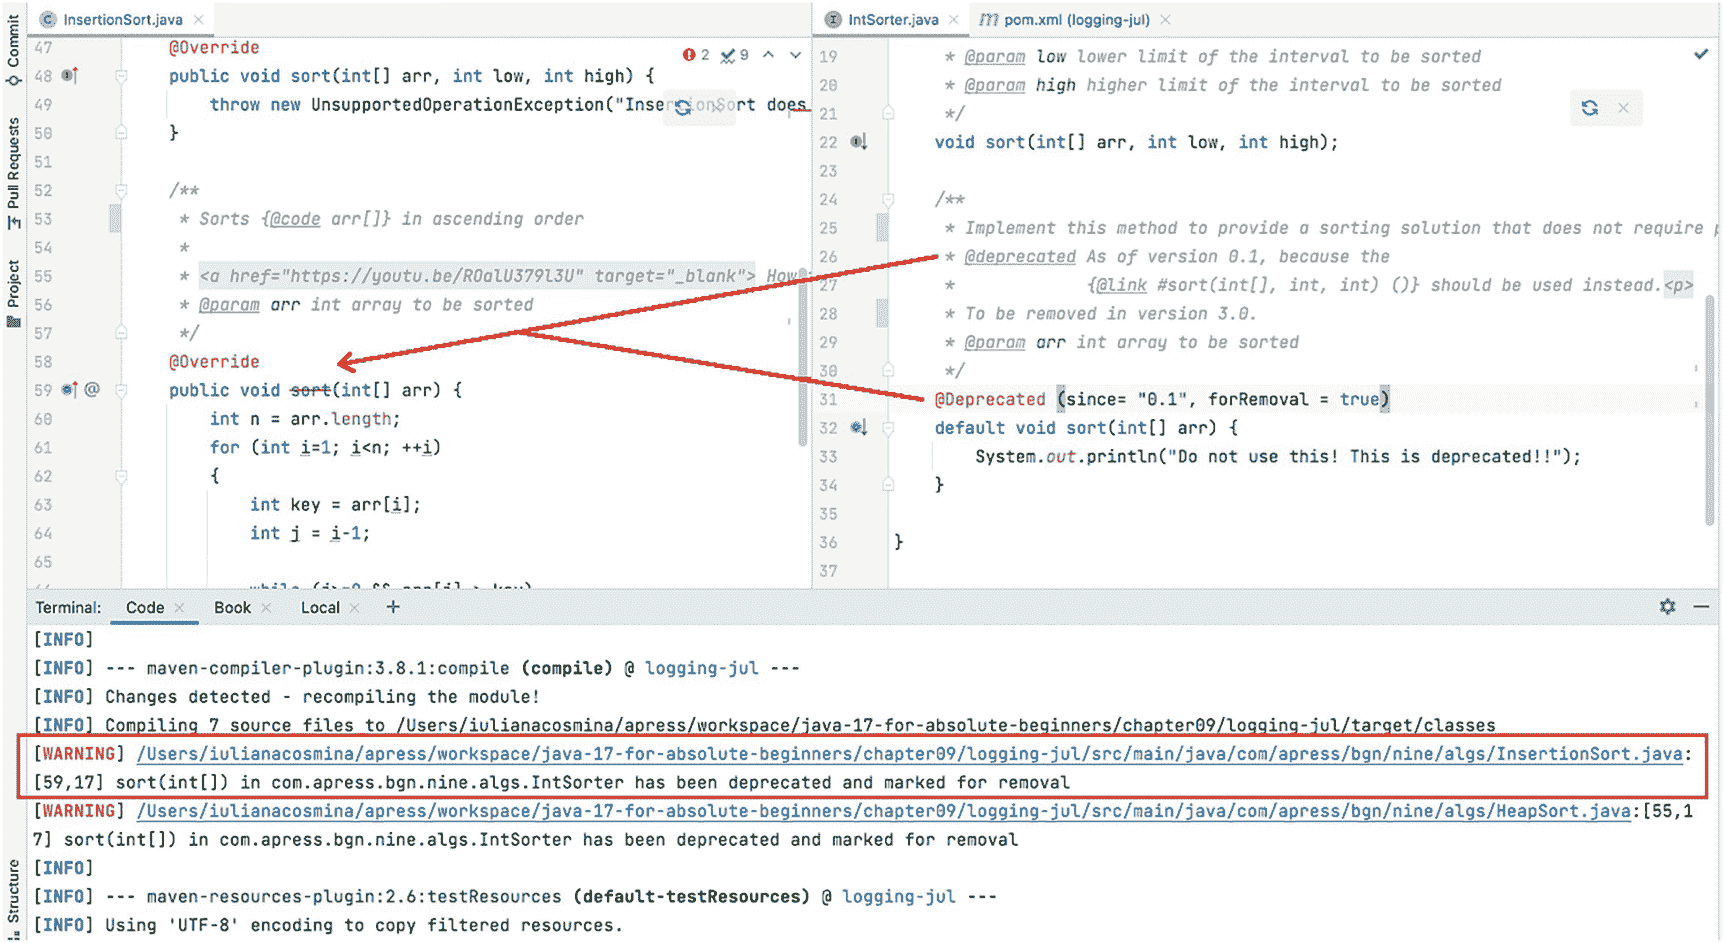 Commit
Pull Requests
Project
Structure
InsertionSort.java
47 @Override
2 9
48 public void sort(int[] arr, int low, int high) {
49 throw new UnsupportedOperationException("InsertionSort does
50 }
51
52 /**
53 * Sorts {@code arr[]} in ascending order
54 *
55 * <a href="https://youtu.be/ROalU379l3U" target="_blank"> How
56 * @param arr int array to be sorted
57 */
58 @Override
59 @ public void sort(int[] arr) {
60 int n = arr.length;
61 for (int i=1; i<n; ++i)
62 {
63 int key = arr[i];
64 int j = i-1;
65
while (j>=0 && arr[j] > key)
IntSorter.java
pom.xml (logging-jul)
19 * @param low lower limit of the interval to be sorted
20 * @param high higher limit of the interval to be sorted
21 */
22 void sort(int[] arr, int low, int high);
23
24 /**
25 * Implement this method to provide a sorting solution that does not require p
26 * @deprecated As of version 0.1, because the
27 * {@link #sort(int[], int, int) ()} should be used instead.<p>
28 * To be removed in version 3.0.
29 * @param arr int array to be sorted
30 */
31 @Deprecated (since= "0.1", forRemoval = true)
32 default void sort(int[] arr) {
33 System.out.println("Do not use this! This is deprecated!!");
34 }
35
36 }
37
Terminal: Code Book Local +
[INFO]
[INFO] --- maven-compiler-plugin:3.8.1:compile (compile) @ logging-jul ---
[INFO] Changes detected - recompiling the module!
[INFO] Compiling 7 source files to /Users/iulianacosmina/apress/workspace/java-17-for-absolute-beginners/chapter09/logging-jul/target/classes
[WARNING] /Users/iulianacosmina/apress/workspace/java-17-for-absolute-beginners/chapter09/logging-jul/src/main/java/com/apress/bgn/nine/algs/InsertionSort.java:
[59,17] sort(int[]) in com.apress.bgn.nine.algs.IntSorter has been deprecated and marked for removal
[WARNING] /Users/iulianacosmina/apress/workspace/java-17-for-absolute-beginners/chapter09/logging-jul/src/main/java/com/apress/bgn/nine/algs/HeapSort.java:[55,1
7] sort(int[]) in com.apress.bgn.nine.algs.IntSorter has been deprecated and marked for removal
[INFO]
[INFO] --- maven-resources-plugin:2.6:testResources (default-testResources) @ logging-jul ---
[INFO] Using 'UTF-8' encoding to copy filtered resources.